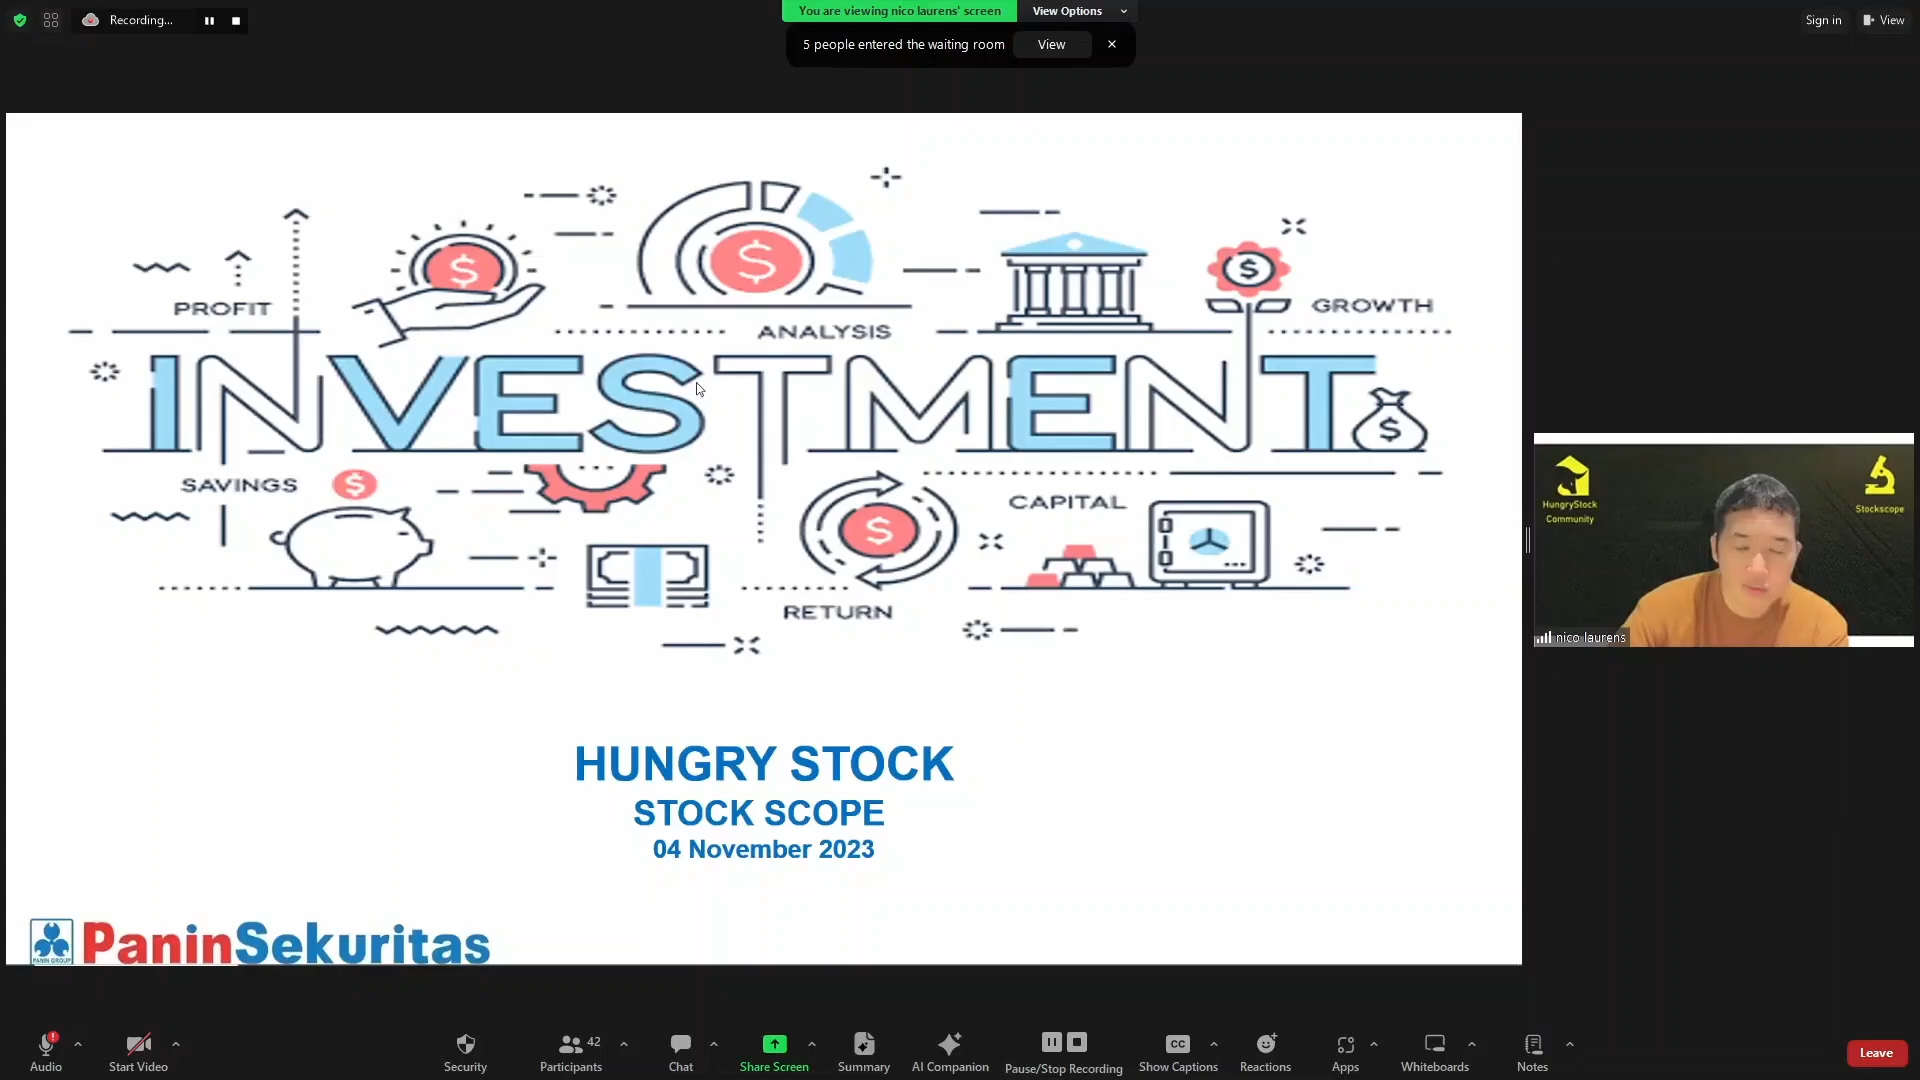 Recording...
You are viewing nico laurens' screen
View Options
Sign in
View
5 people entered the waiting room
View
PROFIT
ANALYSIS
GROWTH
INVESTMENT
SAVINGS
CAPITAL
RETURN
HUNGRY STOCK
STOCK SCOPE
04 November 2023
PANIN GROUP
PaninSekuritas
HungryStock
Community
Stockscope
nico laurens
Audio
Start Video
Security
Participants
42
Chat
Share Screen
Summary
AI Companion
Pause/Stop Recording
CC
Show Captions
Reactions
Apps
Whiteboards
Notes
Leave